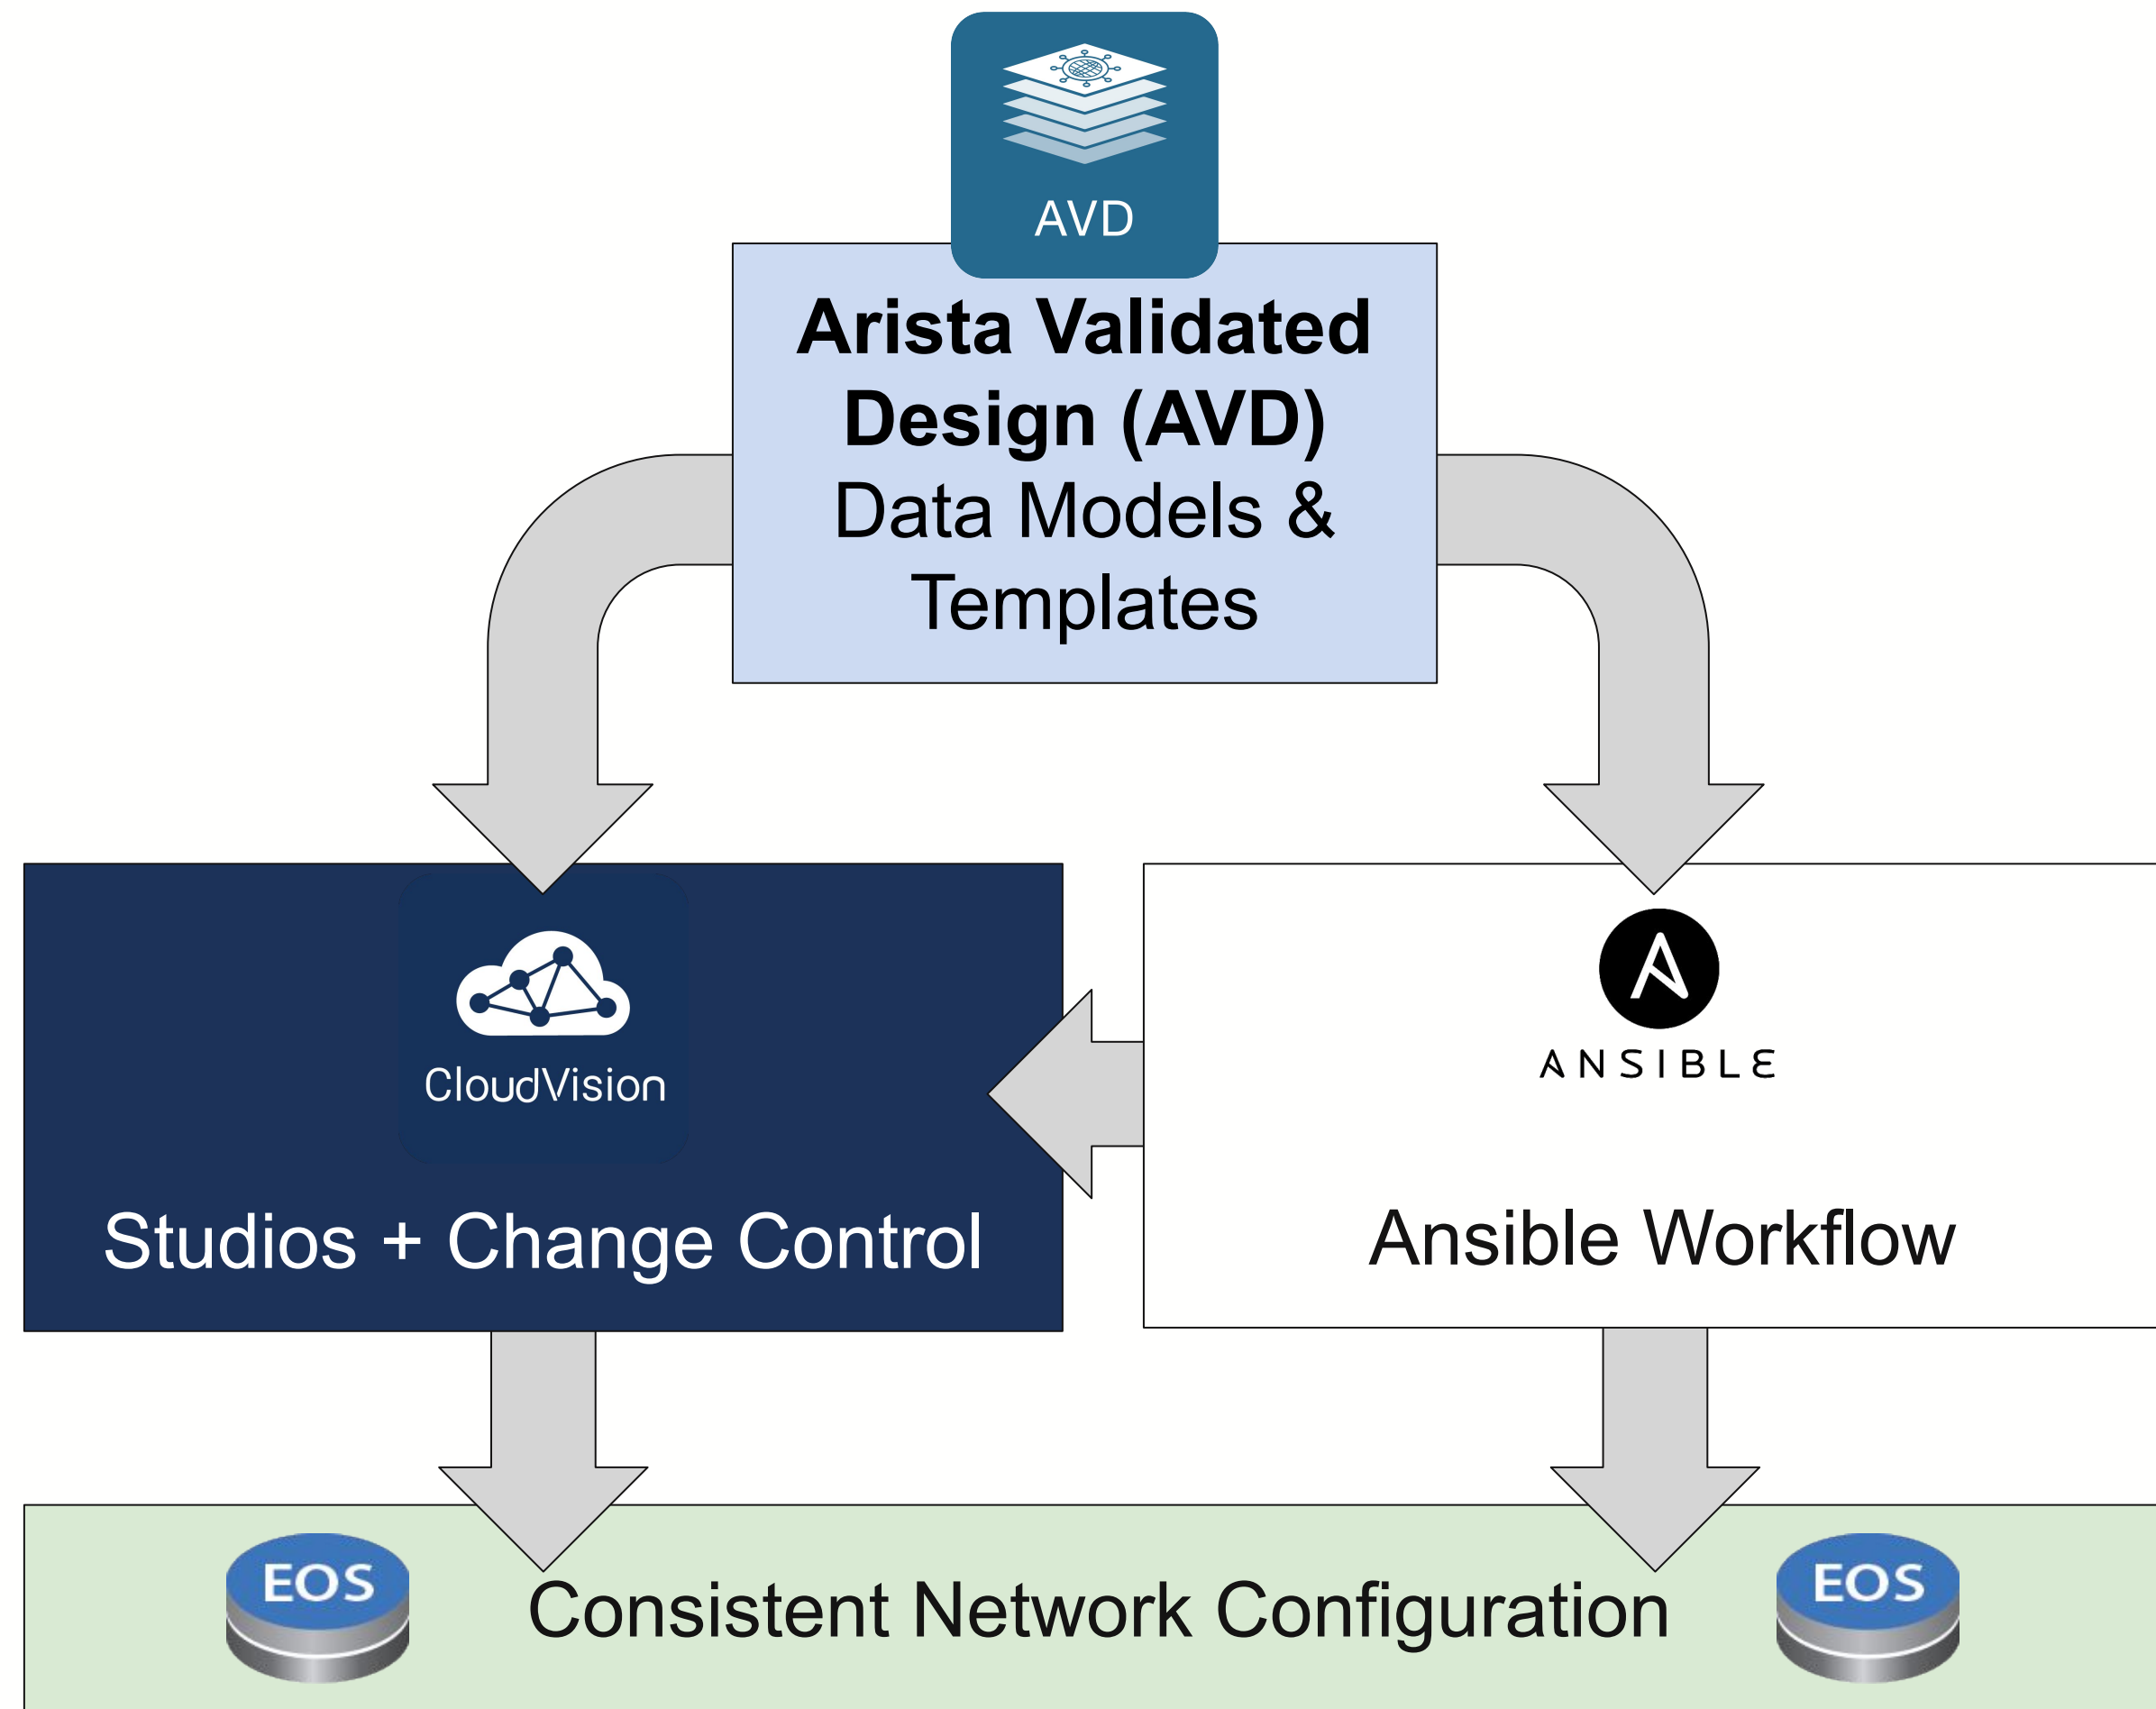 AVD
Arista Validated
Design (AVD)
Data Models &
Templates
CloudVision
Studios + Change Control
ANSIBLE
Ansible Workflow
EOS
Consistent Network Configuration
EOS